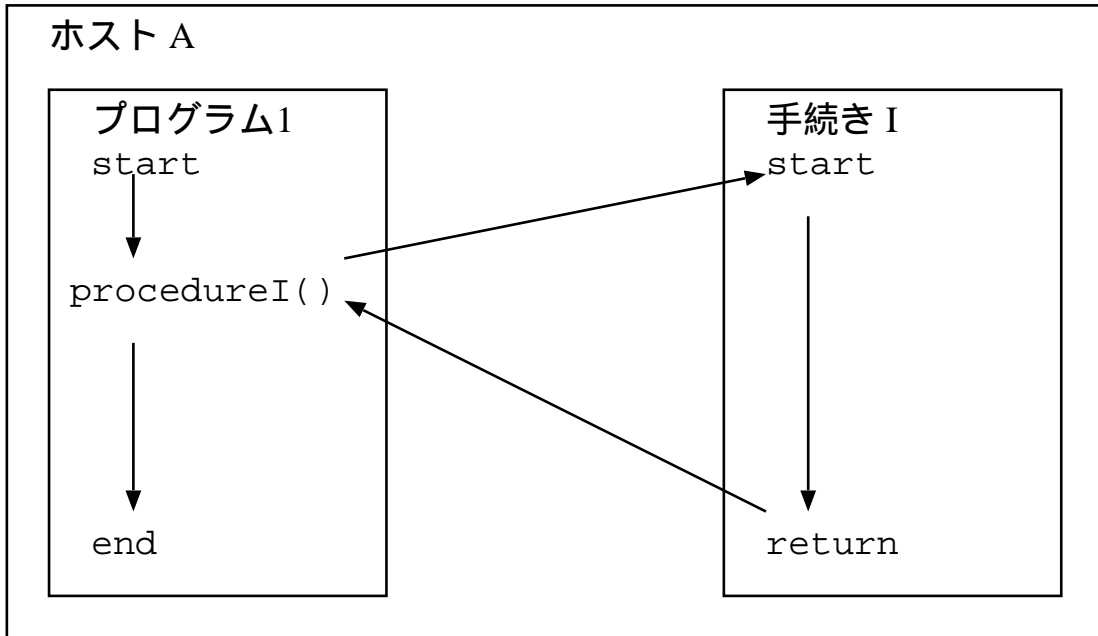 ホスト A
プログラム1
start
procedureI()
end
手続き I
start
return